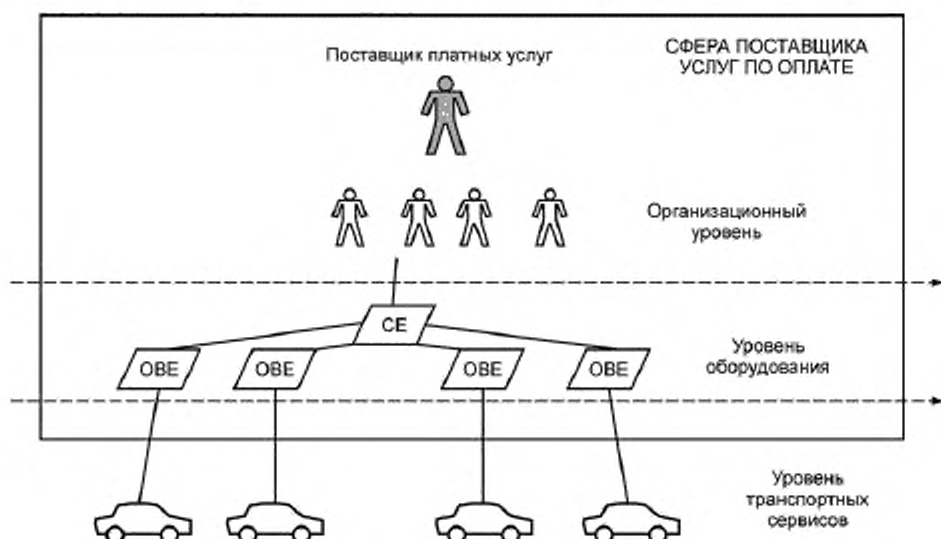 Поставщик платных услуг
СФЕРА ПОСТАВЩИКА
УСЛУГ ПО ОПЛАТЕ
Организационный
уровень
CE
OBE OBE OBE OBE
Уровень
оборудования
Уровень
транспортных
сервисов